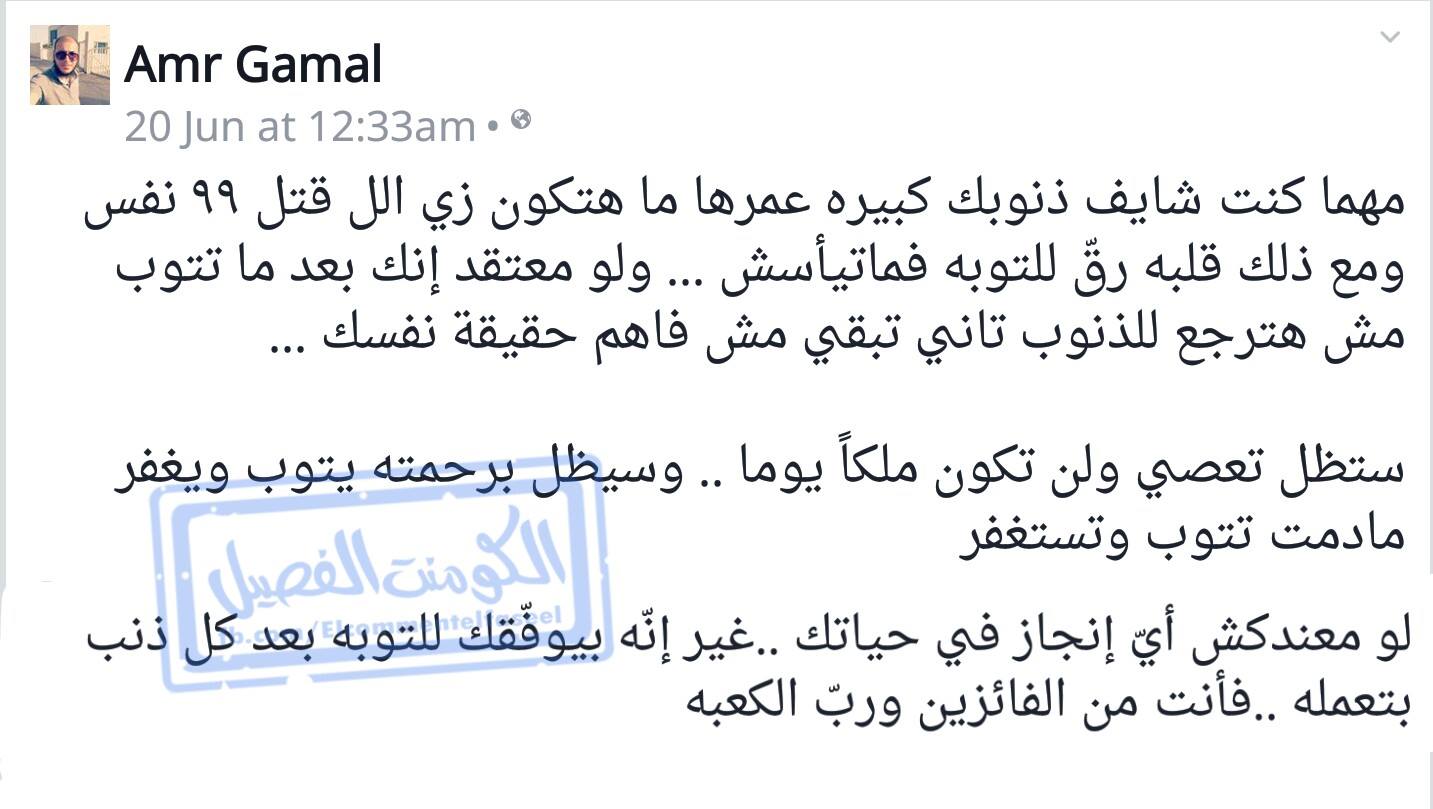 Amr Gamal
20 Jun at 12:33am •
مهما كنت شايف ذنوبك كبيره عمرها ما هتكون زي الل قتل ٩٩ نفس
ومع ذلك قلبه رقّ للتوبه فماتيأسش ... ولو معتقد إنك بعد ما تتوب
مش هترجع للذنوب تاني تبقي مش فاهم حقيقة نفسك ...
ستظل تعصي ولن تكون ملكاً يوما .. وسيظل برحمته يتوب ويغفر
مادمت تتوب وتستغفر
الكومنت الفصيل
fb.com/Elcommentelfaseel
لو معندكش أيّ إنجاز في حياتك ..غير إنّه بيوفّقك للتوبه بعد كل ذنب
بتعمله ..فأنت من الفائزين وربّ الكعبه